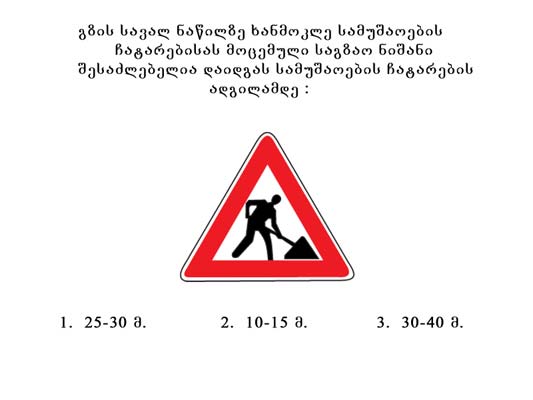 გზის სავალ ნაწილზე ხანმოკლე სამუშაოების
ჩატარებისას მოცემული საგზაო ნიშანი
შესაძლებელია დაიდგას სამუშაოების ჩატარების
ადგილამდე :
1. 25-30 მ. 2. 10-15 მ. 3. 30-40 მ.